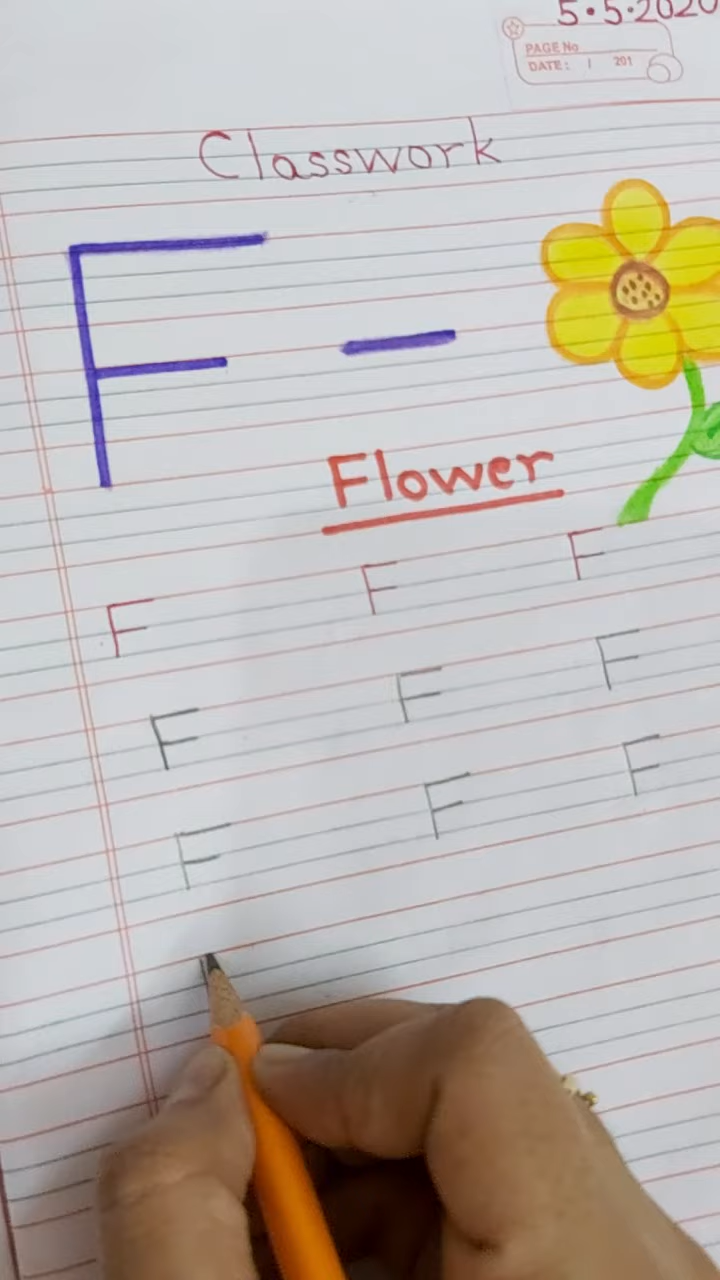 5.5.2020
PAGE No
DATE: / 201
Classwork
F -
Flower
F F F
F F F
F F F